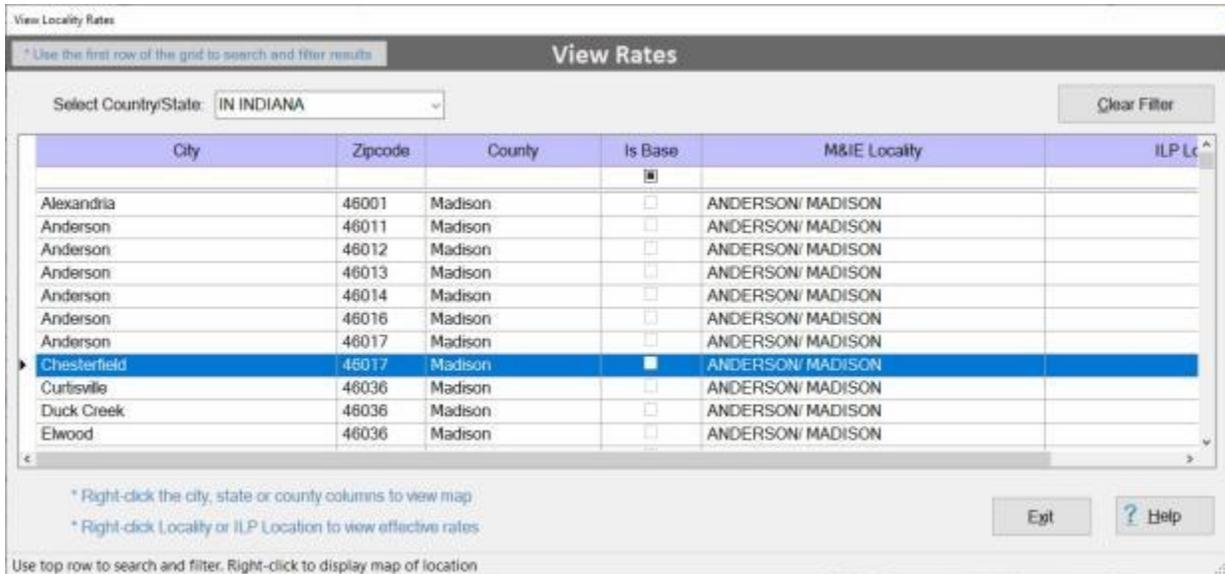 View Locality Rates
* Use the first row of the grid to search and filter results
View Rates
Select Country/State: IN INDIANA
Clear Filter
City Zipcode County Is Base M&IE Locality ILP Lo
Alexandria 46001 Madison ANDERSON/ MADISON
Anderson 46011 Madison ANDERSON/ MADISON
Anderson 46012 Madison ANDERSON/ MADISON
Anderson 46013 Madison ANDERSON/ MADISON
Anderson 46014 Madison ANDERSON/ MADISON
Anderson 46016 Madison ANDERSON/ MADISON
Anderson 46017 Madison ANDERSON/ MADISON
Chesterfield 46017 Madison ANDERSON/ MADISON
Curtisville 46036 Madison ANDERSON/ MADISON
Duck Creek 46036 Madison ANDERSON/ MADISON
Elwood 46036 Madison ANDERSON/ MADISON
* Right-click the city, state or county columns to view map
* Right-click Locality or ILP Location to view effective rates
Exit
? Help
Use top row to search and filter. Right-click to display map of location